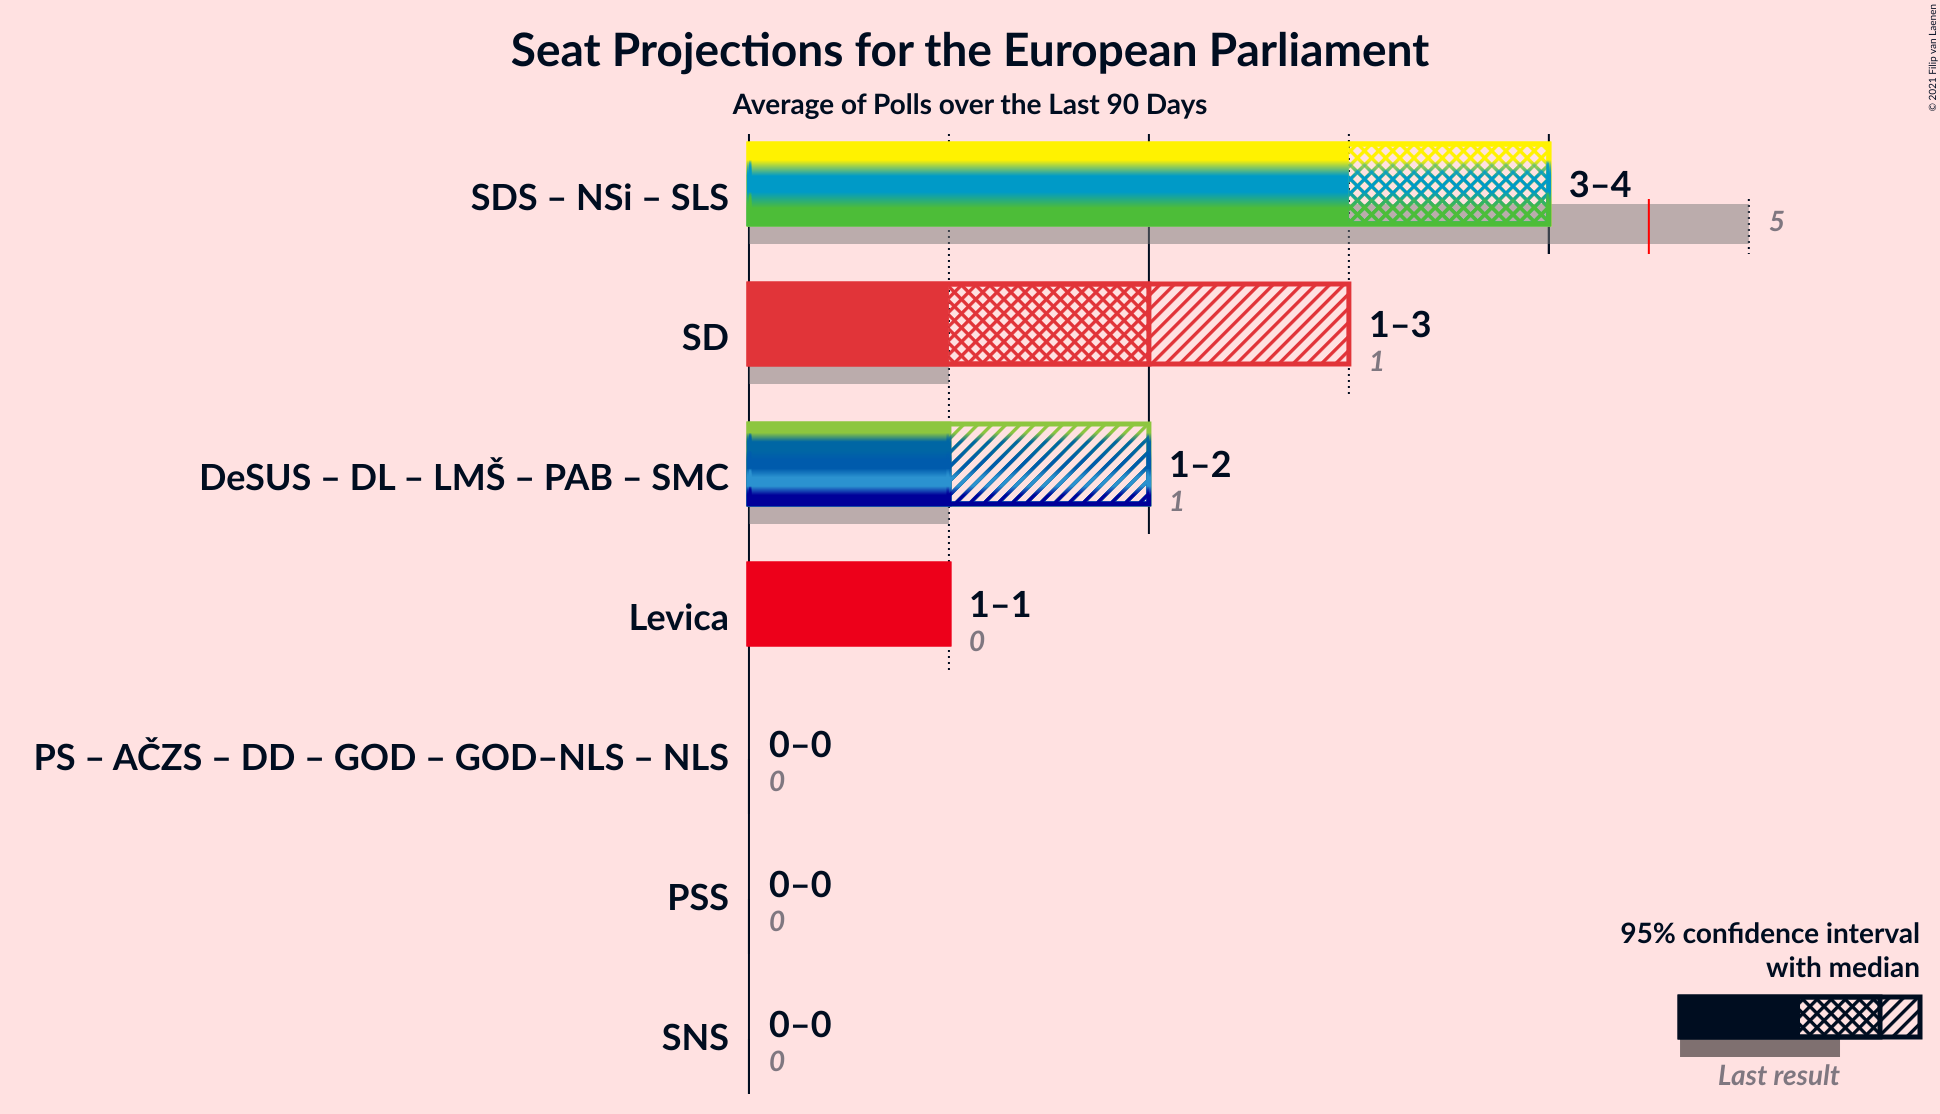 Seat Projections for the European Parliament
Average of Polls over the Last 90 Days
© 2021 Filip van Laenen
SDS – NSi – SLS
3–4
5
SD
1–3
1
DeSUS – DL – LMŠ – PAB – SMC
1–2
1
Levica
1–1
0
PS – AČZS – DD – GOD – GOD–NLS – NLS
0–0
0
PSS
0–0
0
SNS
0–0
0
95% confidence interval
with median
Last result